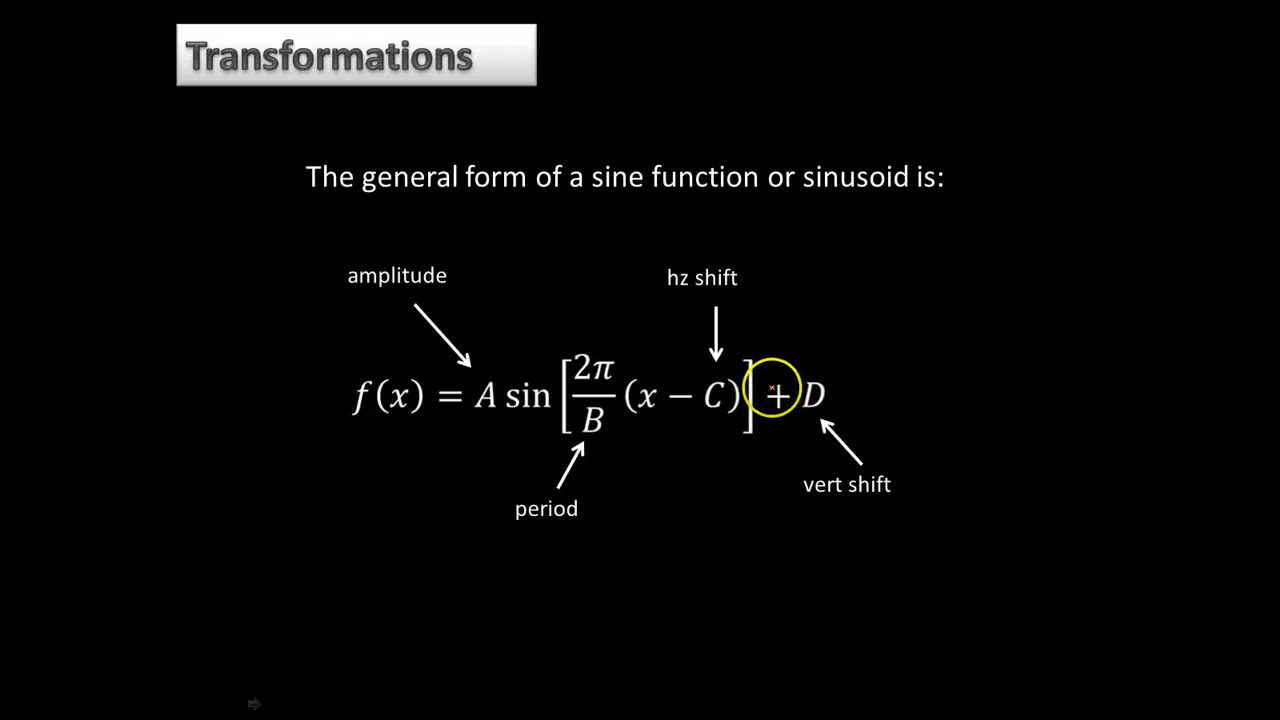 Transformations
The general form of a sine function or sinusoid is:
amplitude
hz shift
f(x) = A sin [2π/B (x − C)] + D
period
vert shift